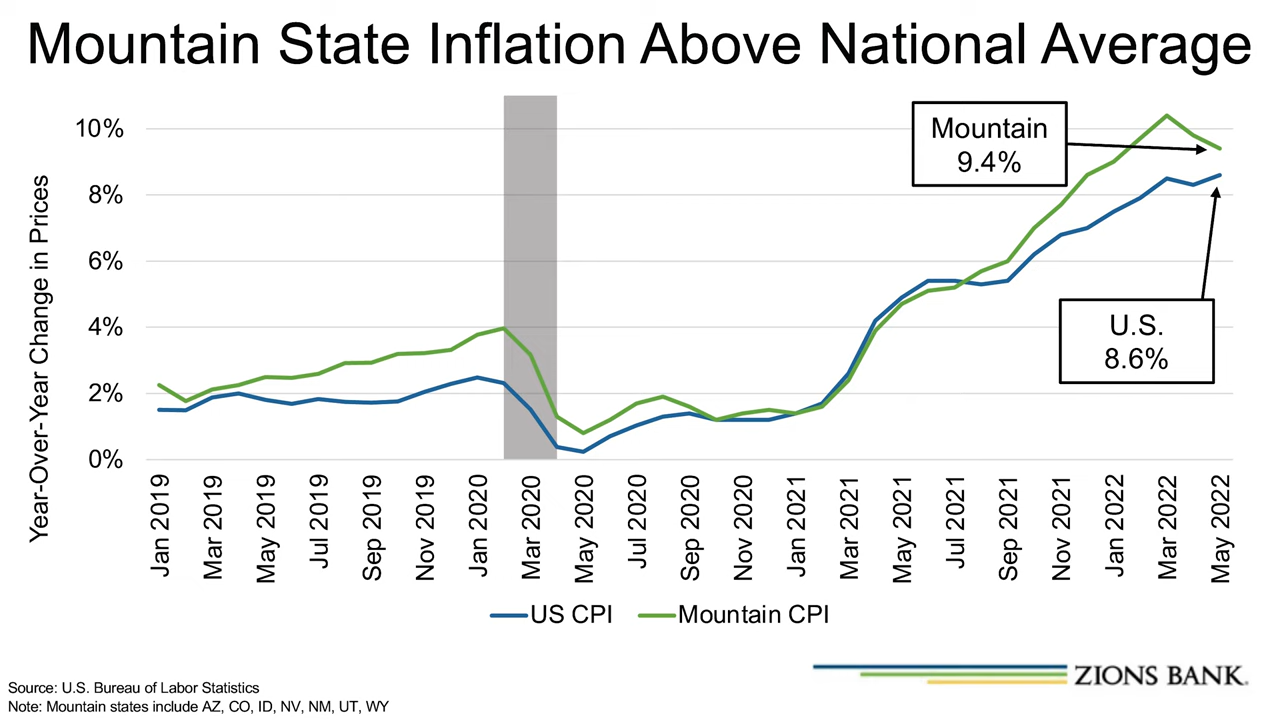 Mountain State Inflation Above National Average
Year-Over-Year Change in Prices
10%
8%
6%
4%
2%
0%
Mountain
9.4%
U.S.
8.6%
Jan 2019
Mar 2019
May 2019
Jul 2019
Sep 2019
Nov 2019
Jan 2020
Mar 2020
May 2020
Jul 2020
Sep 2020
Nov 2020
Jan 2021
Mar 2021
May 2021
Jul 2021
Sep 2021
Nov 2021
Jan 2022
Mar 2022
May 2022
US CPI
Mountain CPI
ZIONS BANK.
Source: U.S. Bureau of Labor Statistics
Note: Mountain states include AZ, CO, ID, NV, NM, UT, WY